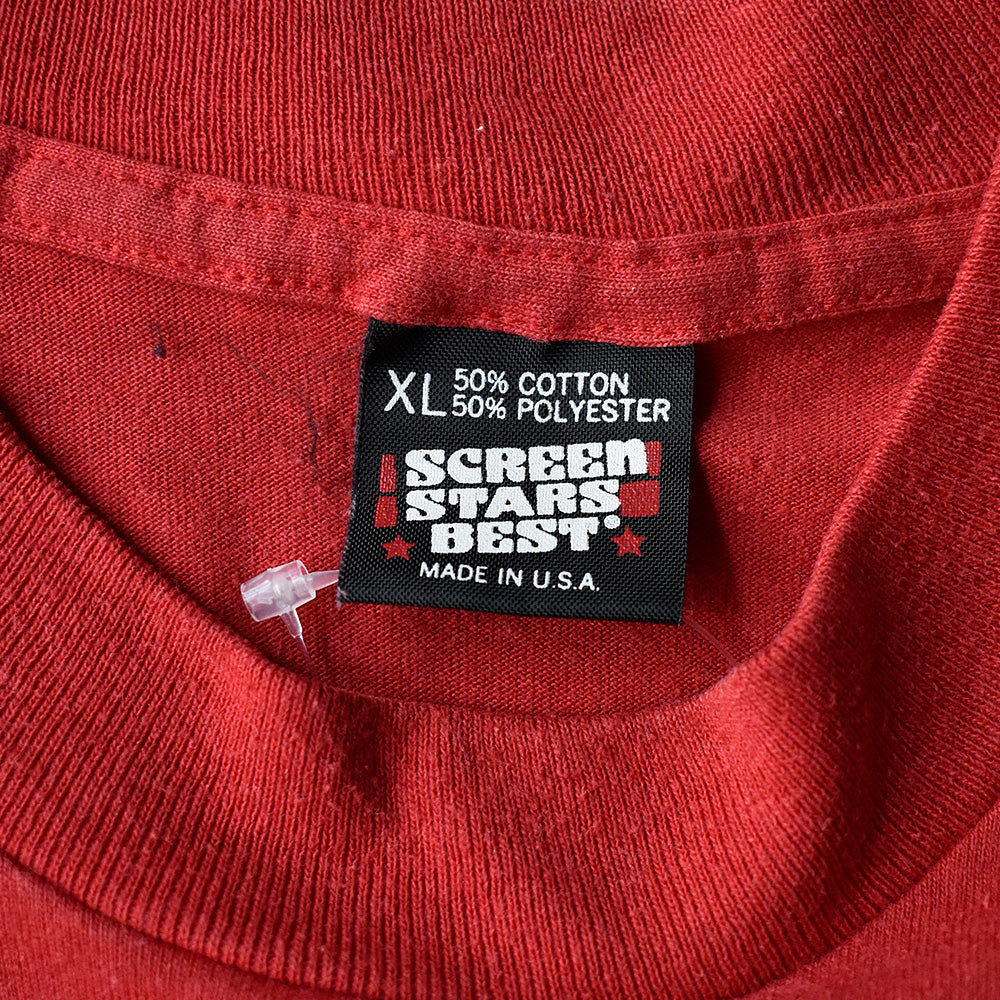 XL 50% COTTON
50% POLYESTER
SCREEN
STARS
BEST®
MADE IN U.S.A.